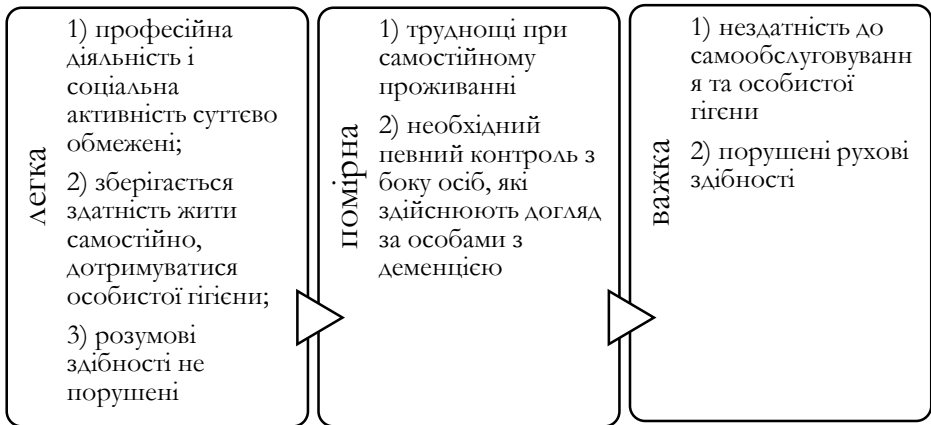 легка
1) професійна
діяльність і
соціальна
активність суттєво
обмежені;
2) зберігається
здатність жити
самостійно,
дотримуватися
особистої гігієни;
3) розумові
здібності не
порушені
помірна
1) труднощі при
самостійному
проживанні
2) необхідний
певний контроль з
боку осіб, які
здійснюють догляд
за особами з
деменцією
важка
1) нездатність до
самообслуговуванн
я та особистої
гігєни
2) порушені рухові
здібності